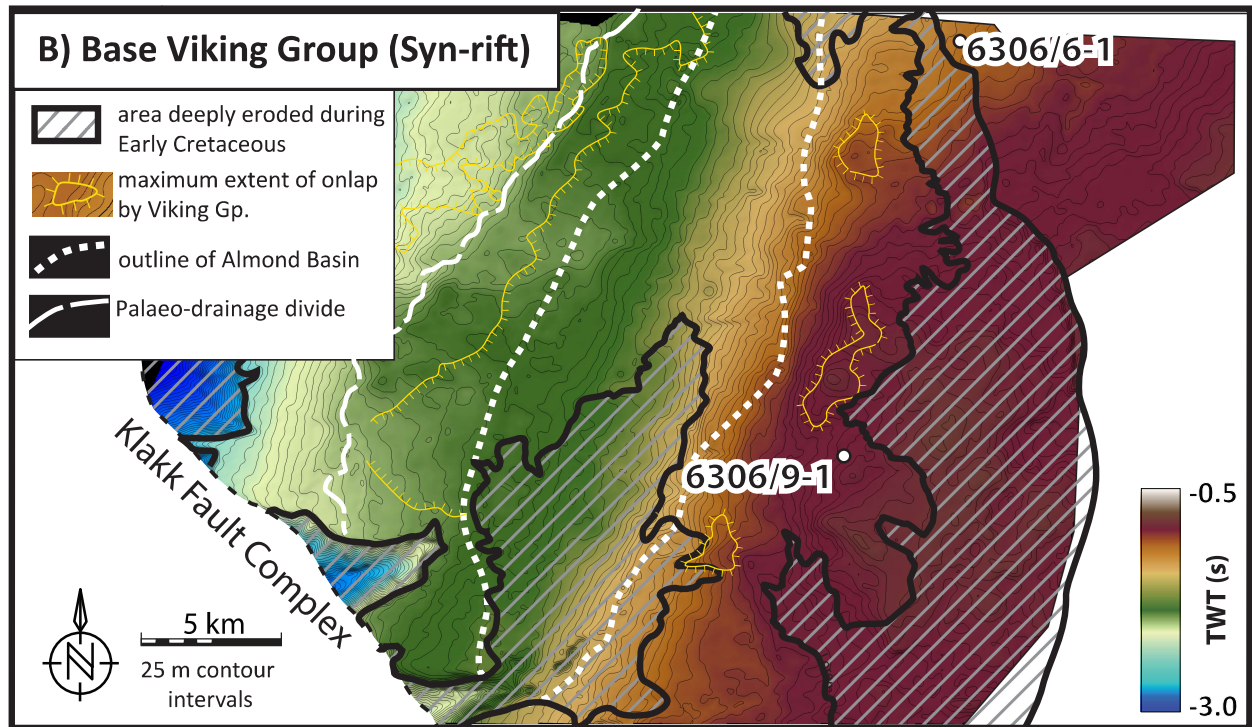 B) Base Viking Group (Syn-rift)
area deeply eroded during
Early Cretaceous
maximum extent of onlap
by Viking Gp.
outline of Almond Basin
Palaeo-drainage divide
6306/6-1
6306/9-1
Klakk Fault Complex
N
5 km
25 m contour
intervals
-0.5
TWT (s)
-3.0